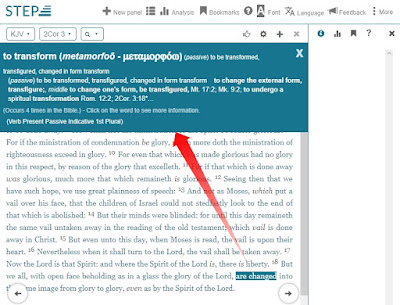 STEP
New panel Analysis Bookmark Help Font Language Feedback More
KJV 2Cor 3
to transform (metamorfoō - μεταμορφόω) (passive) to be transformed,
transfigured, changed in form transform
(passive) to be transformed, transfigured, changed in form transform to change the external form,
transfigure;, middle to change one's form, be transfigured, Mt. 17:2; Mk. 9:2; to undergo a
spiritual transformation Rom. 12:2, 2Cor. 3:18*...
(Occurs 4 times in the Bible.) - Click on the word to see more information.
(Verb Present Passive Indicative 1st Plural)
X
For if the ministration of condemnation be glory, more doth the ministration of
righteousness exceed in glory. 10 For even that which was made glorious had no glory
in this respect, by reason of the glory that excelleth. 11 For if that which is done away
was glorious, much more that which remaineth is glorious. 12 Seeing then that we
have such hope, we use great plainness of speech: 13 And not as Moses, which put a
vail over his face, that the children of Israel could not stedfastly look to the end of
that which is abolished: 14 But their minds were blinded: for until this day remaineth
the same vail untaken away in the reading of the old testament; which vail is done
away in Christ. 15 But even unto this day, when Moses is read, the vail is upon their
heart. 16 Nevertheless when it shall turn to the Lord, the vail shall be taken away. 17
Now the Lord is that Spirit: and where the Spirit of the Lord is, there is liberty. 18 But
we all, with open face beholding as in a glass the glory of the Lord, are changed into
the same image from glory to glory, even as by the Spirit of the Lord.